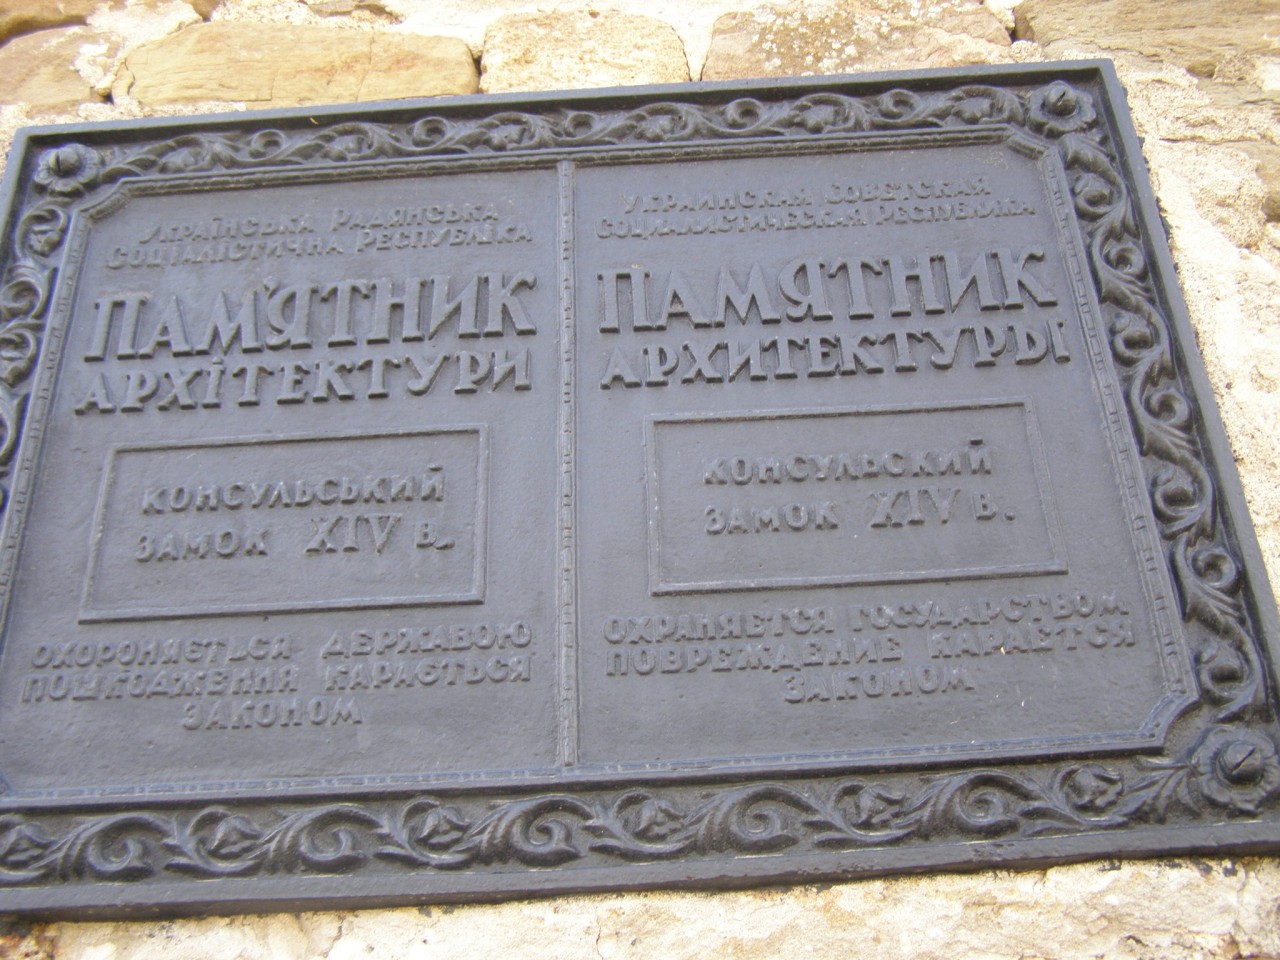 Українська Радянська
Соціалістична Республіка
ПАМ'ЯТНИК
АРХІТЕКТУРИ
КОНСУЛЬСЬКИЙ
ЗАМОК XIV в.
ОХОРОНЯЄТЬСЯ ДЕРЖАВОЮ
ПОШКОДЖЕННЯ КАРАЄТЬСЯ
ЗАКОНОМ
Украинская Советская
Социалистическая Республика
ПАМЯТНИК
АРХИТЕКТУРЫ
КОНСУЛЬСКИЙ
ЗАМОК XIV в.
ОХРАНЯЕТСЯ ГОСУДАРСТВОМ
ПОВРЕЖДЕНИЕ КАРАЕТСЯ
ЗАКОНОМ